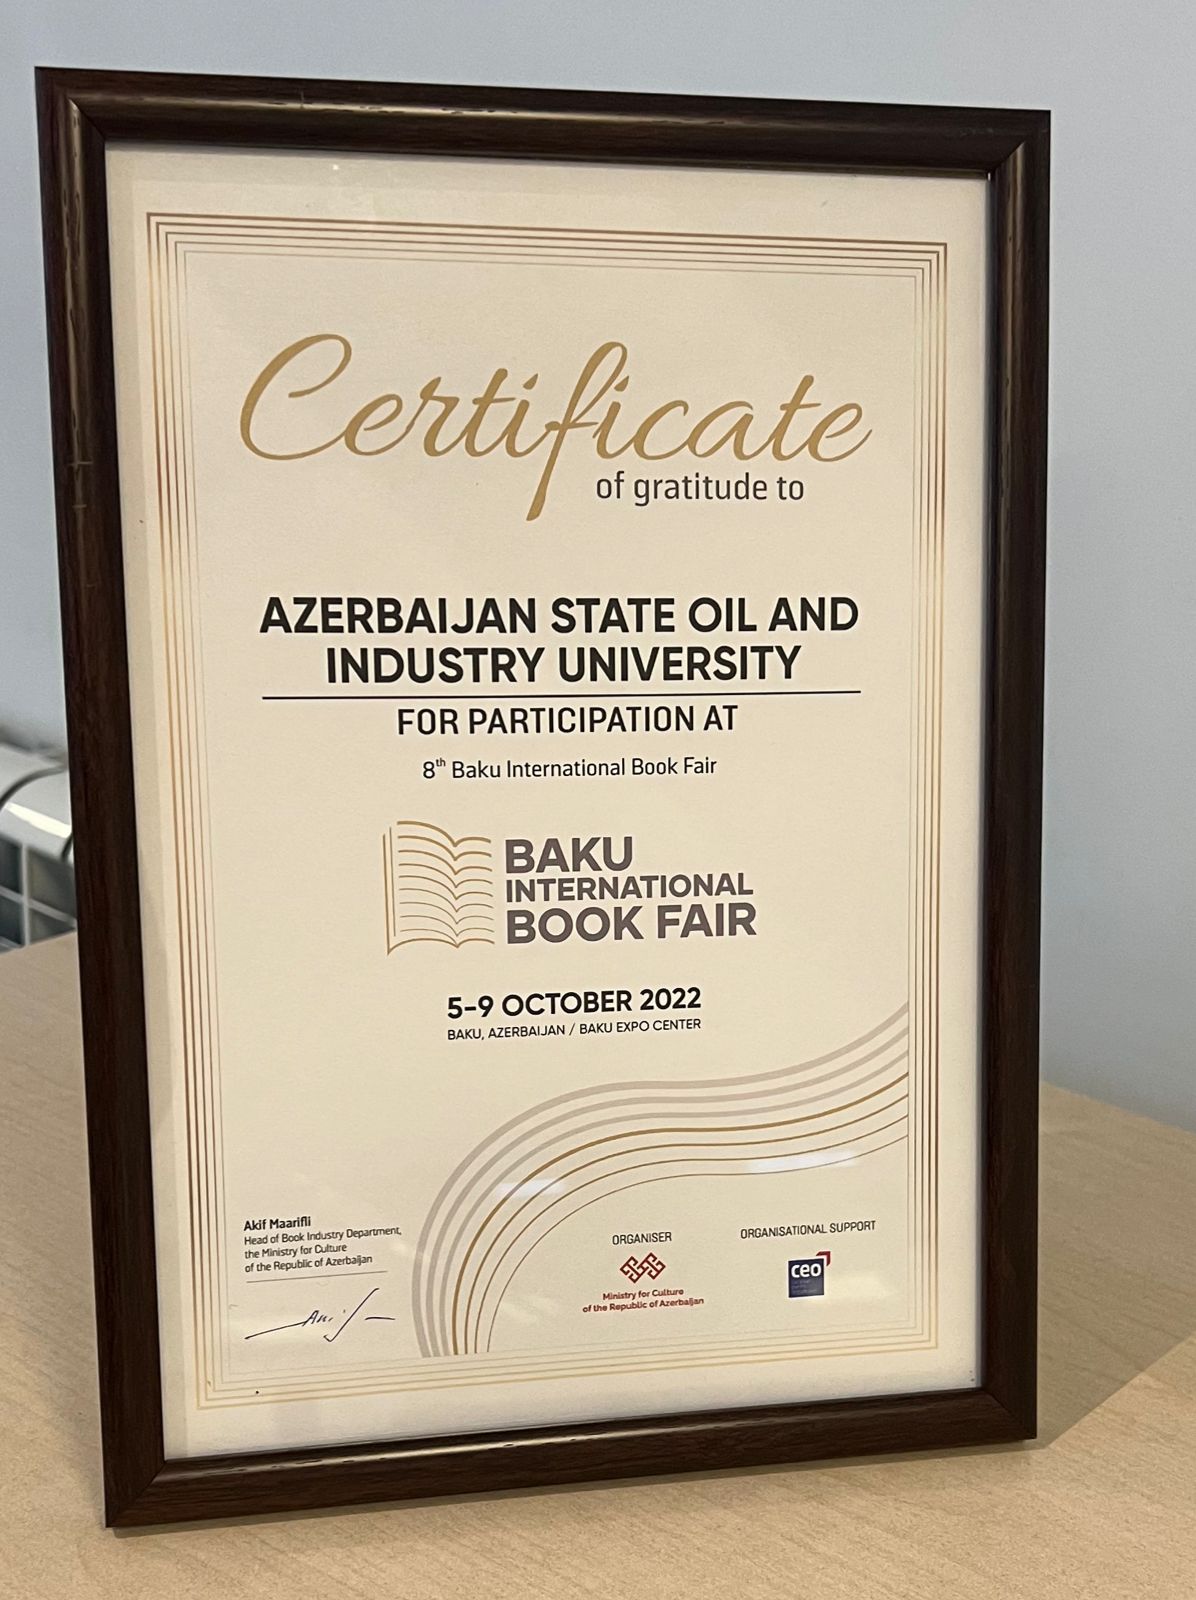 Certificate
of gratitude to
AZERBAIJAN STATE OIL AND
INDUSTRY UNIVERSITY
FOR PARTICIPATION AT
8th Baku International Book Fair
BAKU
INTERNATIONAL
BOOK FAIR
5-9 OCTOBER 2022
BAKU, AZERBAIJAN / BAKU EXPO CENTER
Akif Maarifli
Head of Book Industry Department,
the Ministry for Culture
of the Republic of Azerbaijan
ORGANISER
Ministry for Culture
of the Republic of Azerbaijan
ORGANISATIONAL SUPPORT
ceo